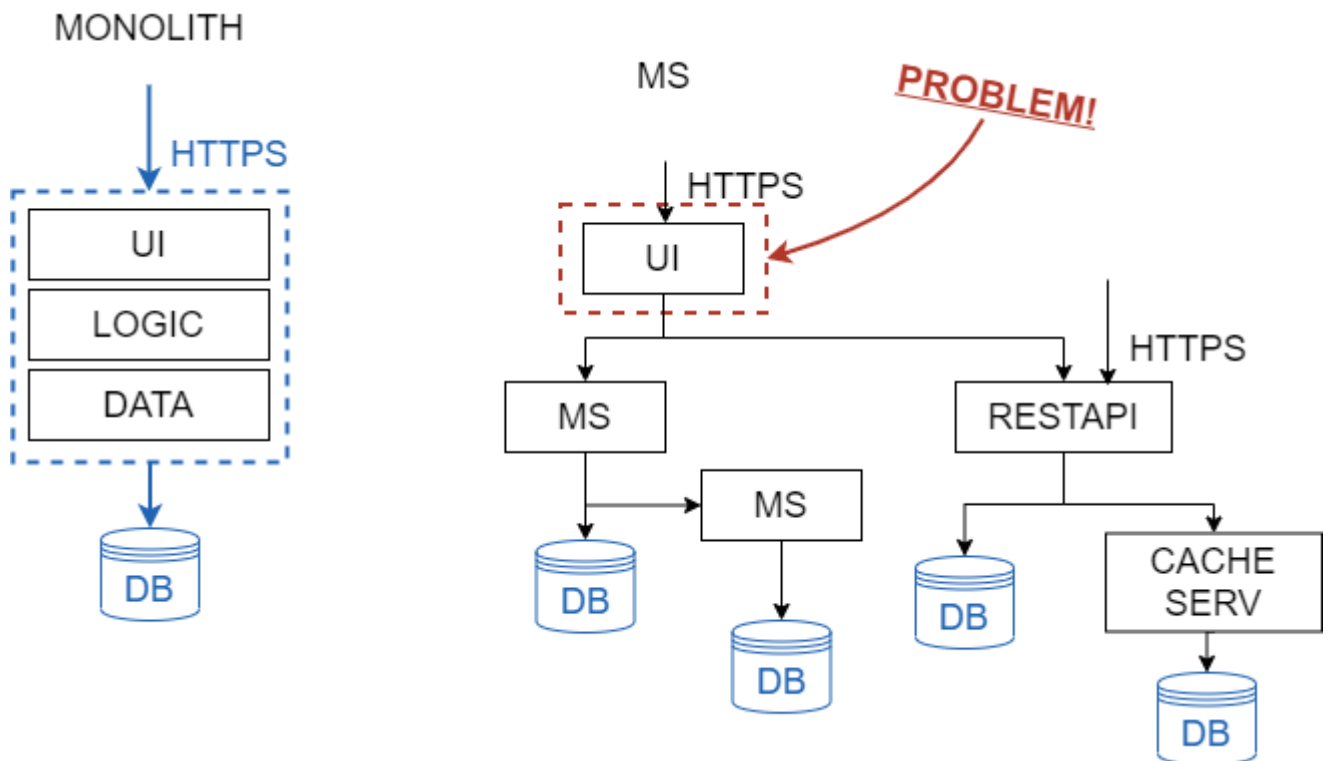 MONOLITH
HTTPS
UI
LOGIC
DATA
DB
MS
PROBLEM!
HTTPS
UI
HTTPS
MS
RESTAPI
MS
DB
DB
DB
CACHE
SERV
DB